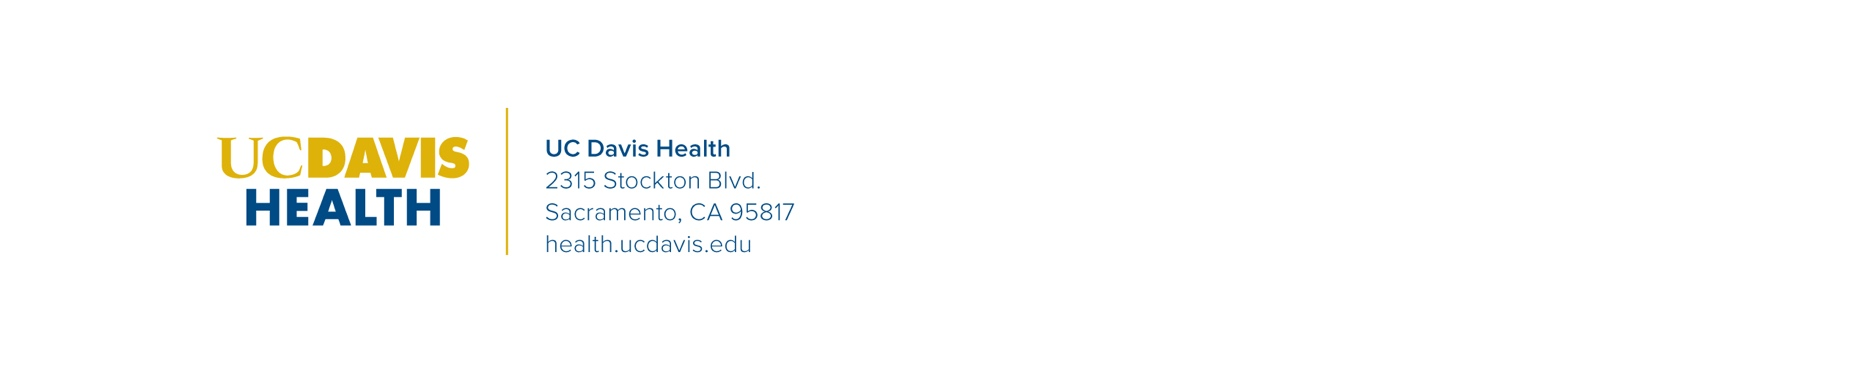 UCDAVIS
HEALTH
UC Davis Health
2315 Stockton Blvd.
Sacramento, CA 95817
health.ucdavis.edu